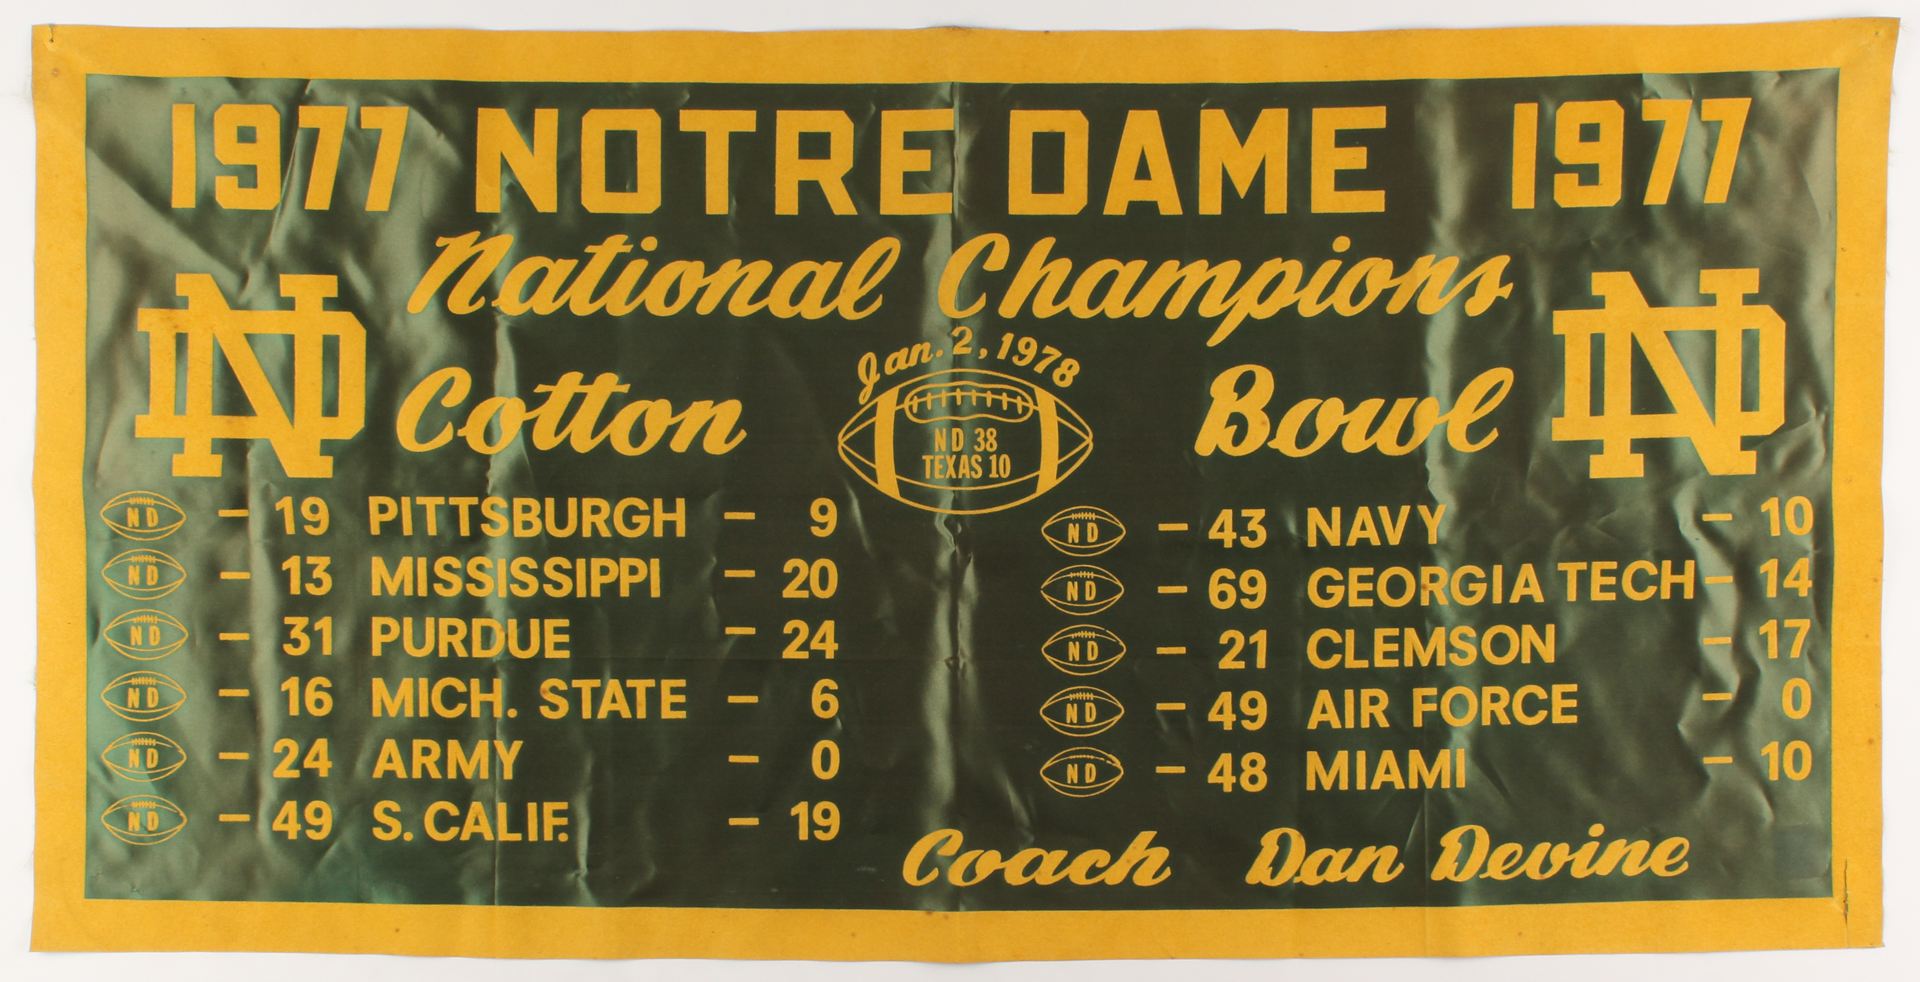 1977 NOTRE DAME 1977
National Champions
ND ND
Jan. 2, 1978
Cotton Bowl
ND 38
TEXAS 10
ND - 19 PITTSBURGH - 9
ND - 13 MISSISSIPPI - 20
ND - 31 PURDUE - 24
ND - 16 MICH. STATE - 6
ND - 24 ARMY - 0
ND - 49 S. CALIF. - 19
ND - 43 NAVY - 10
ND - 69 GEORGIA TECH - 14
ND - 21 CLEMSON - 17
ND - 49 AIR FORCE - 0
ND - 48 MIAMI - 10
Coach Dan Devine